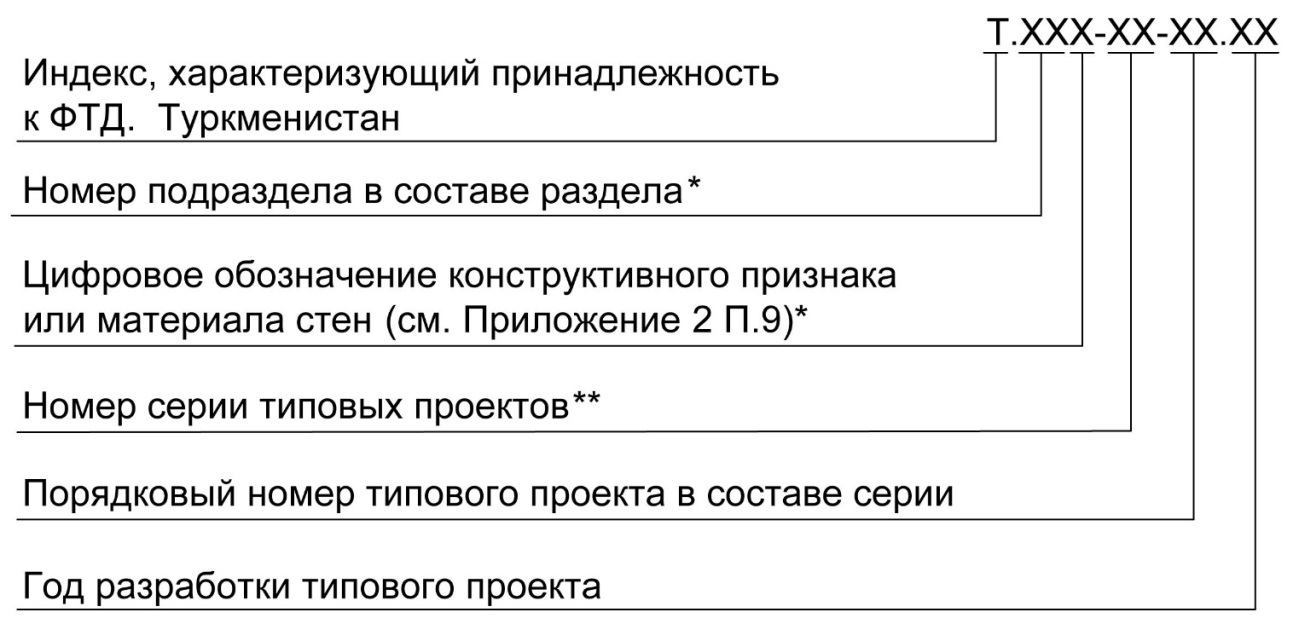 Т.ХХХ-ХХ-ХХ.ХХ
Индекс, характеризующий принадлежность
к ФТД. Туркменистан
Номер подраздела в составе раздела*
Цифровое обозначение конструктивного признака
или материала стен (см. Приложение 2 П.9)*
Номер серии типовых проектов**
Порядковый номер типового проекта в составе серии
Год разработки типового проекта